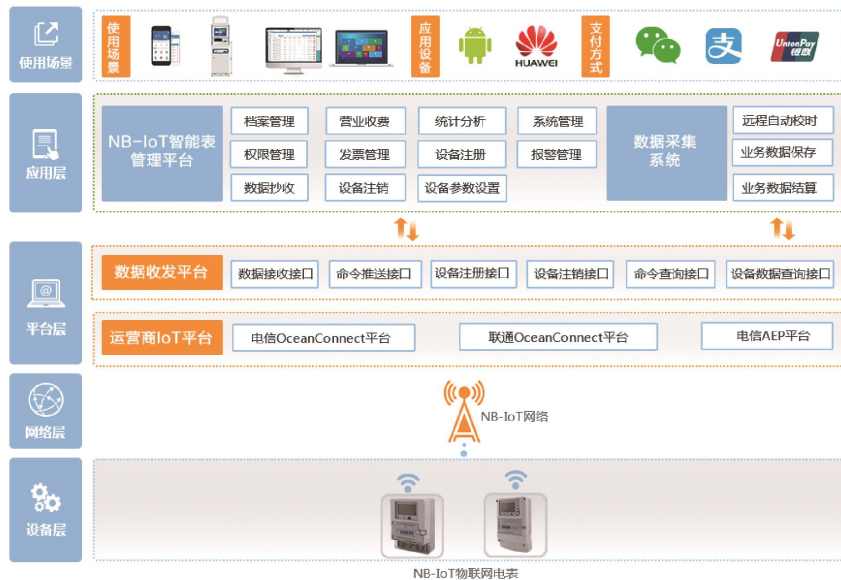 使用场景
使用场景
应用设备
HUAWEI
支付方式
UnionPay
银联
应用层
NB-IoT智能表
管理平台
档案管理
营业收费
统计分析
系统管理
权限管理
发票管理
设备注册
报警管理
数据抄收
设备注销
设备参数设置
数据采集
系统
远程自动校时
业务数据保存
业务数据结算
平台层
数据收发平台
数据接收接口
命令推送接口
设备注册接口
设备注销接口
命令查询接口
设备数据查询接口
运营商IoT平台
电信OceanConnect平台
联通OceanConnect平台
电信AEP平台
网络层
NB-IoT网络
设备层
NB-IoT物联网电表